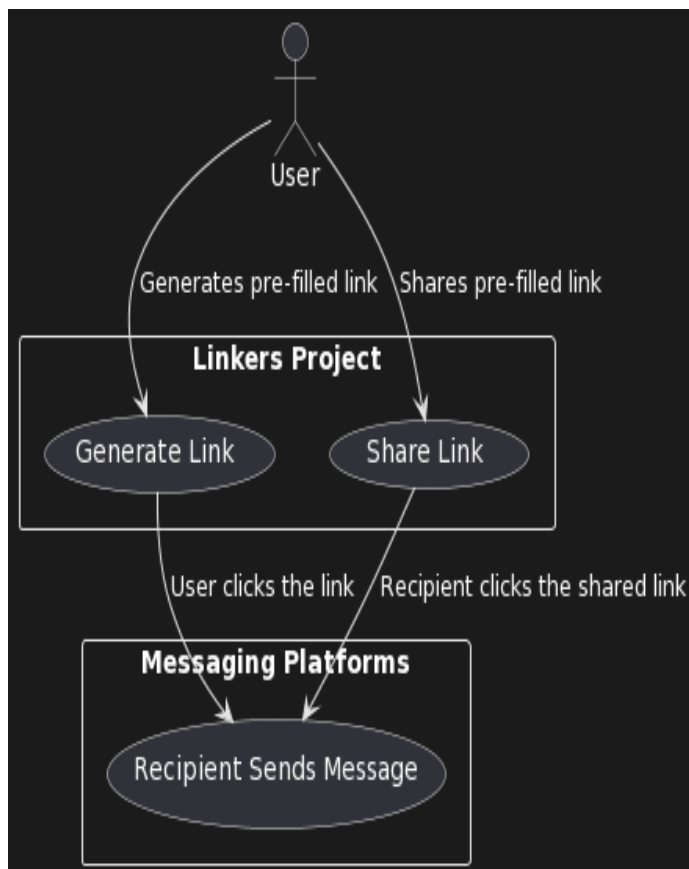 User
Generates pre-filled link
Shares pre-filled link
Linkers Project
Generate Link
Share Link
User clicks the link
Recipient clicks the shared link
Messaging Platforms
Recipient Sends Message